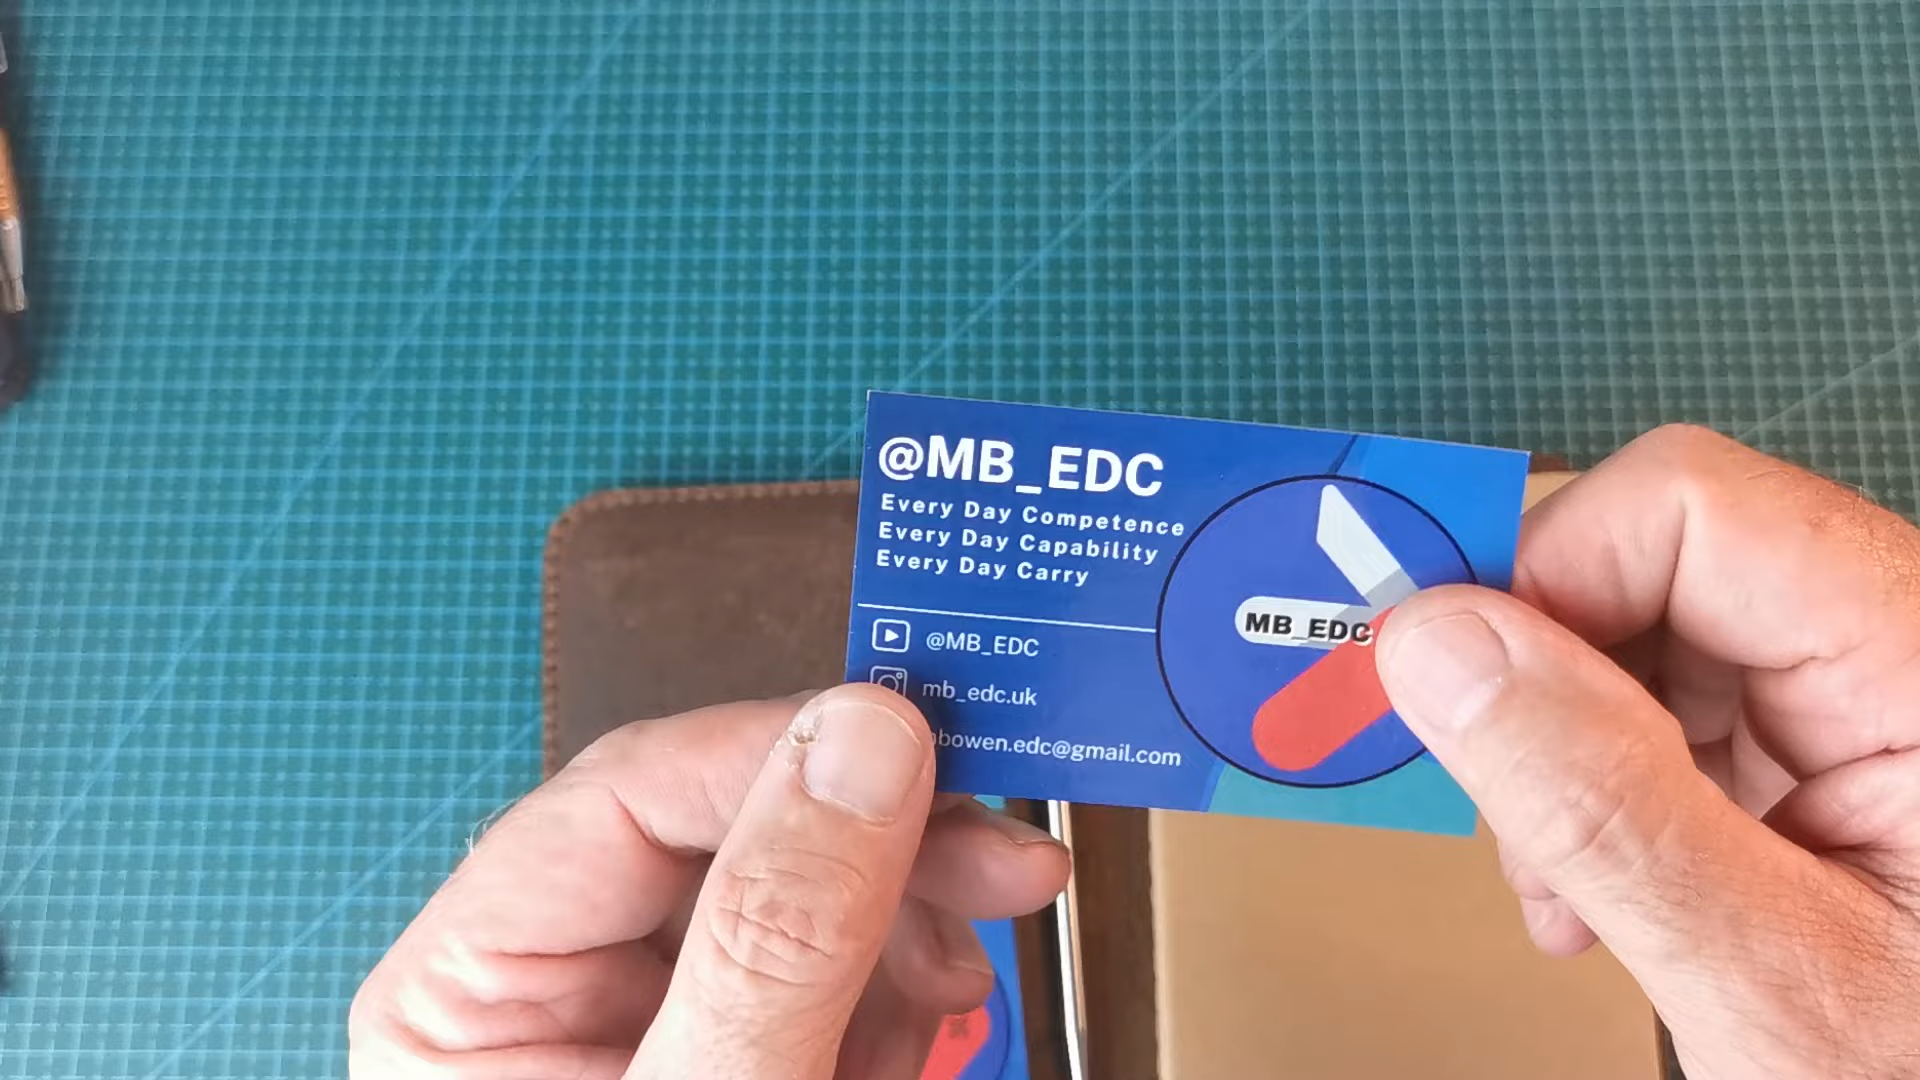 @MB_EDC
Every Day Competence
Every Day Capability
Every Day Carry
@MB_EDC
mb_edc.uk
bowen.edc@gmail.com
MB_EDC